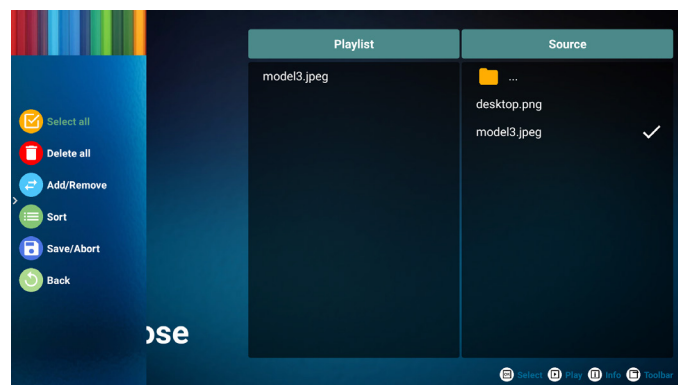 Playlist
Source
model3.jpeg
...
desktop.png
model3.jpeg
Select all
Delete all
Add/Remove
Sort
Save/Abort
Back
ose
Select Play Info Toolbar